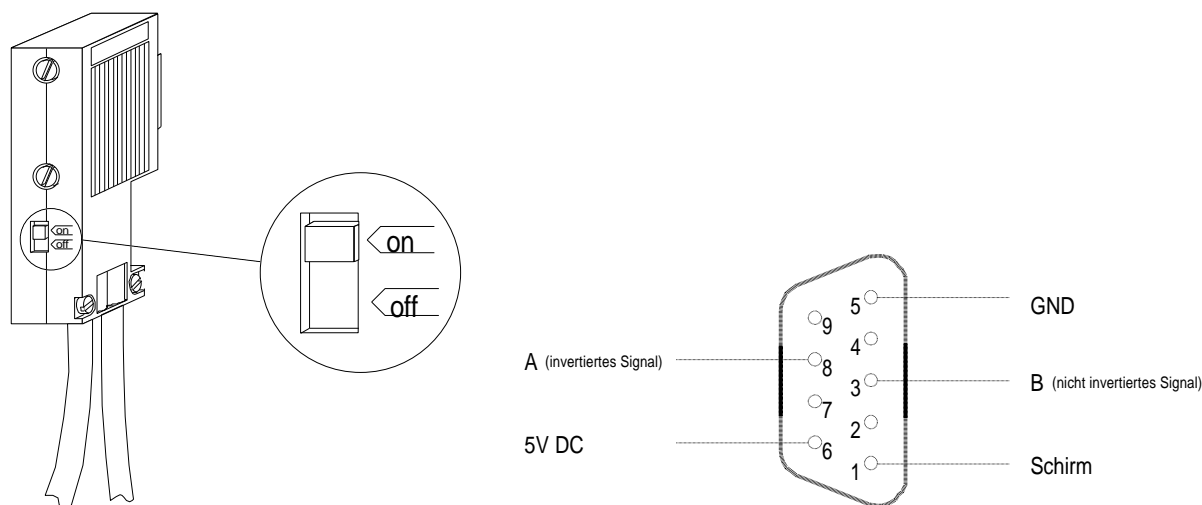 on
off
on
off
5
GND
9
4
A (invertiertes Signal)
8
3
B (nicht invertiertes Signal)
7
2
5V DC
6
1
Schirm